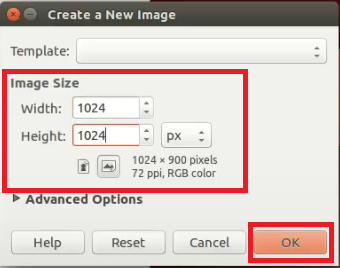 Create a New Image
Template:
Image Size
Width: 1024
Height: 1024 px
1024 × 900 pixels
72 ppi, RGB color
Advanced Options
Help Reset Cancel OK